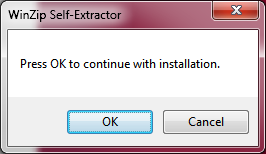 WinZip Self-Extractor
Press OK to continue with installation.
OK
Cancel